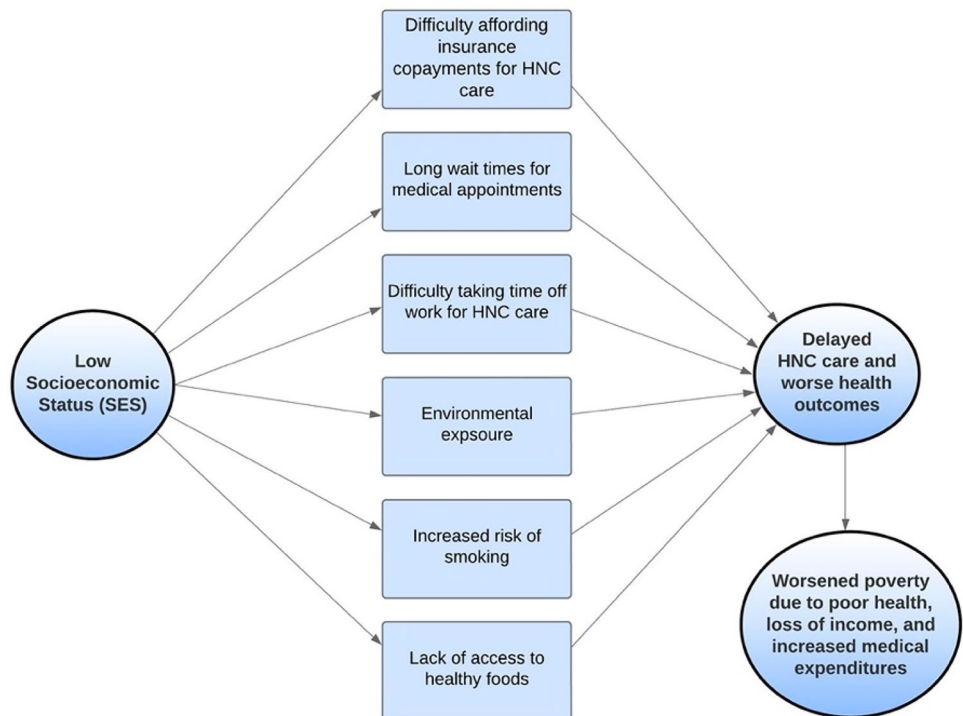 Difficulty affording
insurance
copayments for HNC
care
Long wait times for
medical appointments
Difficulty taking time off
work for HNC care
Low
Socioeconomic
Status (SES)
Delayed
HNC care and
worse health
outcomes
Environmental
expsoure
Increased risk of
smoking
Worsened poverty
due to poor health,
loss of income, and
increased medical
expenditures
Lack of access to
healthy foods